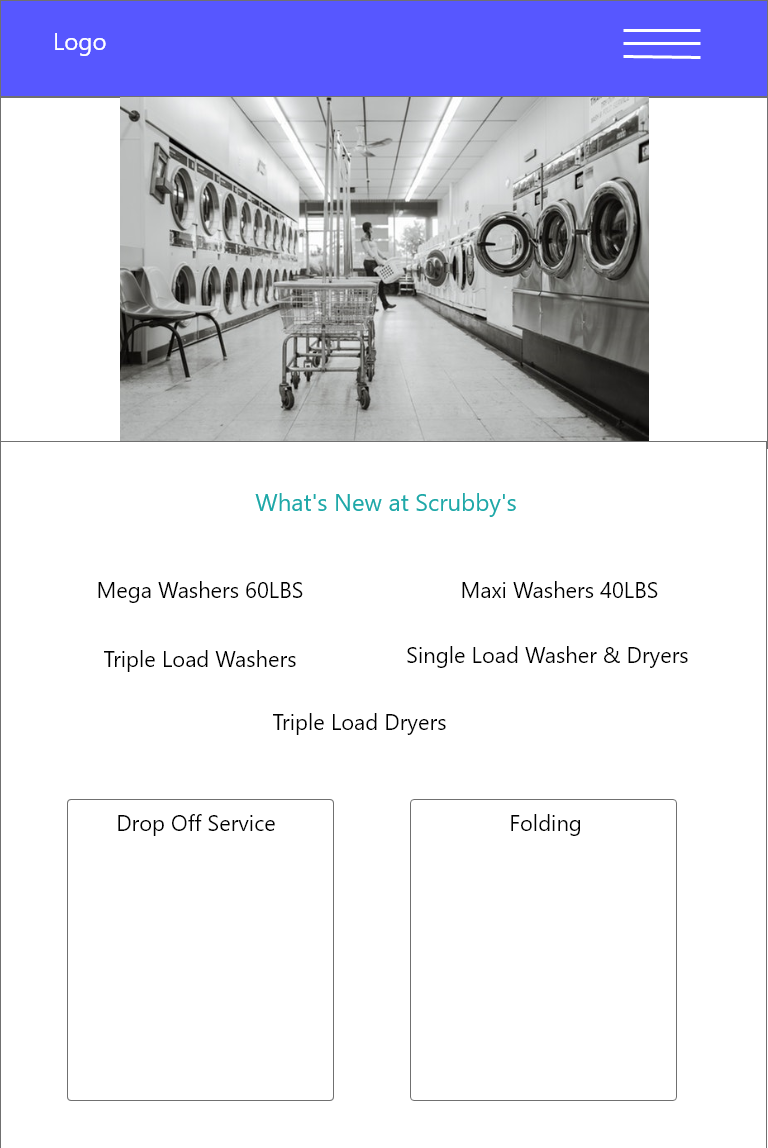 Logo
What's New at Scrubby's
Mega Washers 60LBS
Maxi Washers 40LBS
Triple Load Washers
Single Load Washer & Dryers
Triple Load Dryers
Drop Off Service
Folding